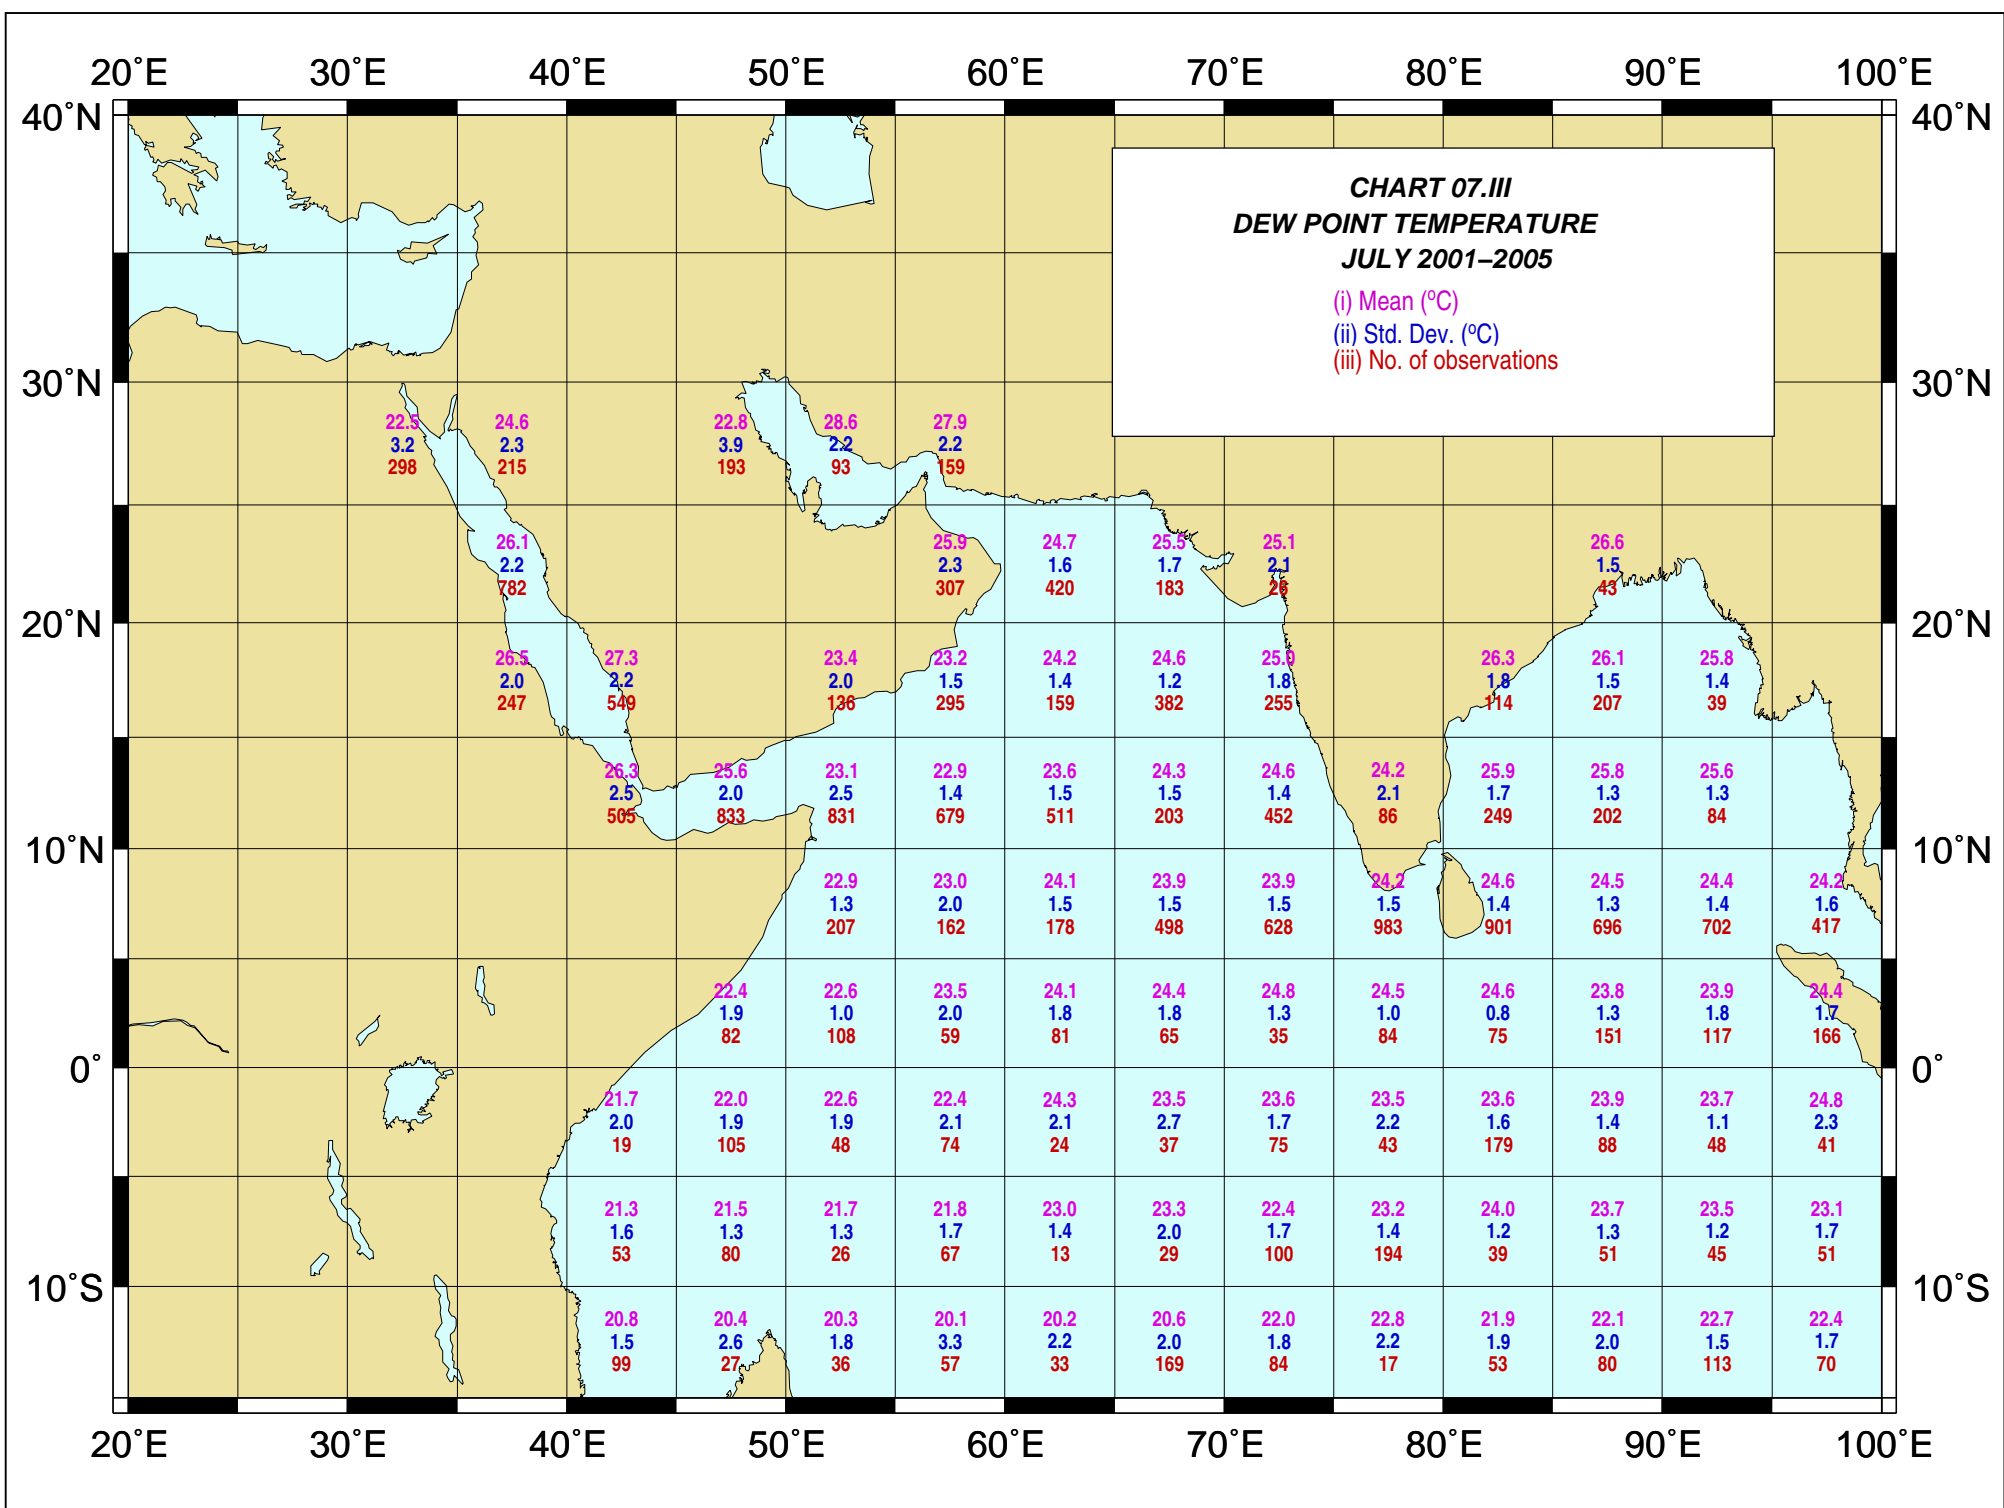 20°E 30°E 40°E 50°E 60°E 70°E 80°E 90°E 100°E
40°N 40°N
CHART 07.III
DEW POINT TEMPERATURE
JULY 2001–2005
(i) Mean (ºC)
(ii) Std. Dev. (ºC)
(iii) No. of observations
30°N 30°N
22.5 24.6 22.8 28.6 27.9
3.2 2.3 3.9 2.2 2.2
298 215 193 93 159
26.1 25.9 24.7 25.5 25.1 26.6
2.2 2.3 1.6 1.7 2.1 1.5
782 307 420 183 26 43
20°N 20°N
26.5 27.3 23.4 23.2 24.2 24.6 25.0 26.3 26.1 25.8
2.0 2.2 2.0 1.5 1.4 1.2 1.8 1.8 1.5 1.4
247 549 136 295 159 382 255 114 207 39
26.3 25.6 23.1 22.9 23.6 24.3 24.6 24.2 25.9 25.8 25.6
2.5 2.0 2.5 1.4 1.5 1.5 1.4 2.1 1.7 1.3 1.3
505 833 831 679 511 203 452 86 249 202 84
10°N 10°N
22.9 23.0 24.1 23.9 23.9 24.2 24.6 24.5 24.4 24.2
1.3 2.0 1.5 1.5 1.5 1.5 1.4 1.3 1.4 1.6
207 162 178 498 628 983 901 696 702 417
22.4 22.6 23.5 24.1 24.4 24.8 24.5 24.6 23.8 23.9 24.4
1.9 1.0 2.0 1.8 1.8 1.3 1.0 0.8 1.3 1.8 1.7
82 108 59 81 65 35 84 75 151 117 166
0° 0°
21.7 22.0 22.6 22.4 24.3 23.5 23.6 23.5 23.6 23.9 23.7 24.8
2.0 1.9 1.9 2.1 2.1 2.7 1.7 2.2 1.6 1.4 1.1 2.3
19 105 48 74 24 37 75 43 179 88 48 41
21.3 21.5 21.7 21.8 23.0 23.3 22.4 23.2 24.0 23.7 23.5 23.1
1.6 1.3 1.3 1.7 1.4 2.0 1.7 1.4 1.2 1.3 1.2 1.7
53 80 26 67 13 29 100 194 39 51 45 51
10°S 10°S
20.8 20.4 20.3 20.1 20.2 20.6 22.0 22.8 21.9 22.1 22.7 22.4
1.5 2.6 1.8 3.3 2.2 2.0 1.8 2.2 1.9 2.0 1.5 1.7
99 27 36 57 33 169 84 17 53 80 113 70
20°E 30°E 40°E 50°E 60°E 70°E 80°E 90°E 100°E